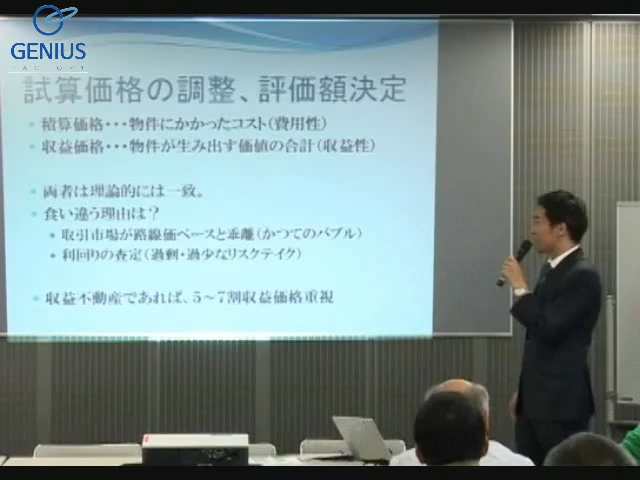 GENIUS
FACTORY
試算価格の調整、評価額決定
積算価格・・・物件にかかったコスト(費用性)
収益価格・・・物件が生み出す価値の合計(収益性)
両者は理論的には一致。
食い違う理由は?
取引市場が路線価ベースと乖離(かつてのバブル)
利回りの査定(過剰・過少なリスクテイク)
収益不動産であれば、5~7割収益価格重視